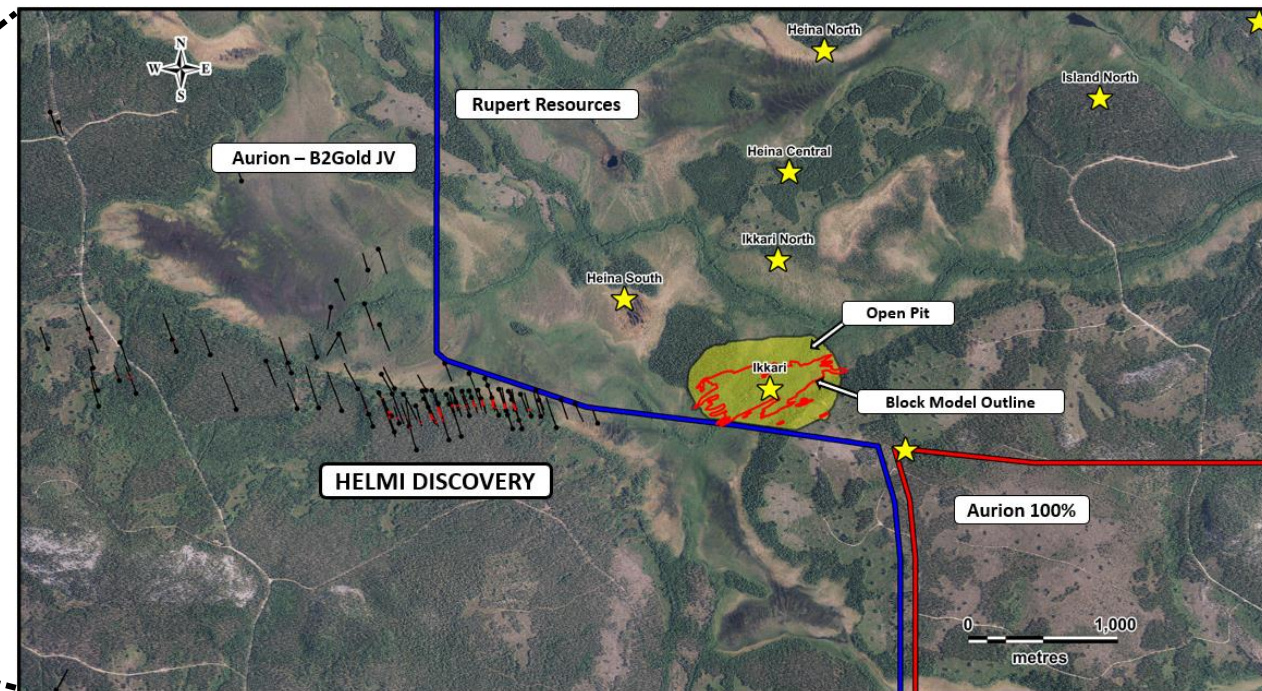 Heina North
N
W E
S
Island North
Rupert Resources
Aurion – B2Gold JV
Heina Central
Ikkari North
Heina South
Open Pit
Ikkari
Block Model Outline
HELMI DISCOVERY
Aurion 100%
0 1,000
metres